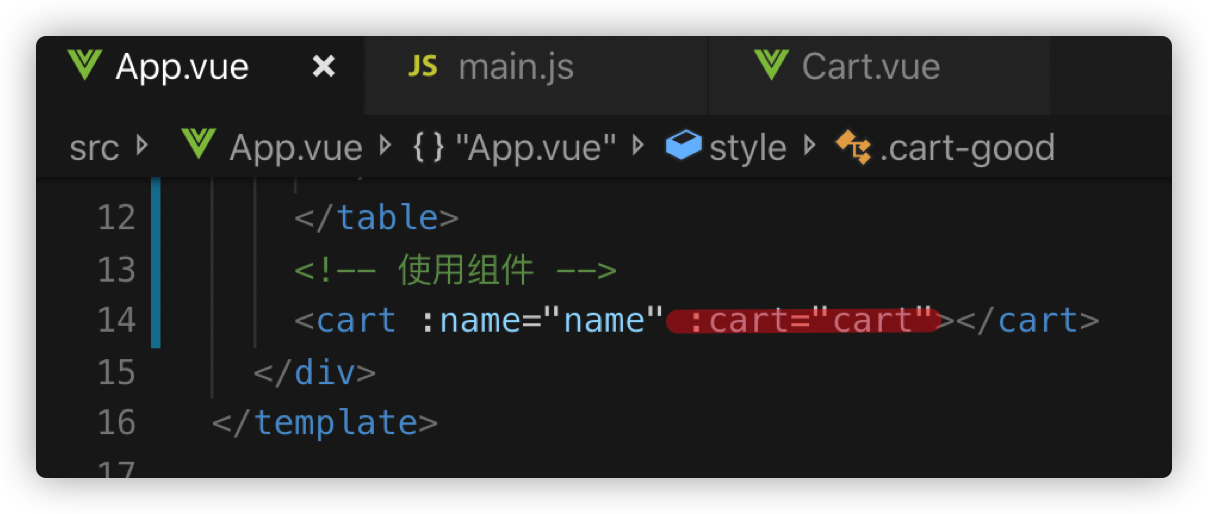 App.vue × JS main.js Cart.vue
src App.vue {} "App.vue" style .cart-good
12 </table>
13 <!-- 使用组件 -->
14 <cart :name="name" :cart="cart"></cart>
15 </div>
16 </template>
17